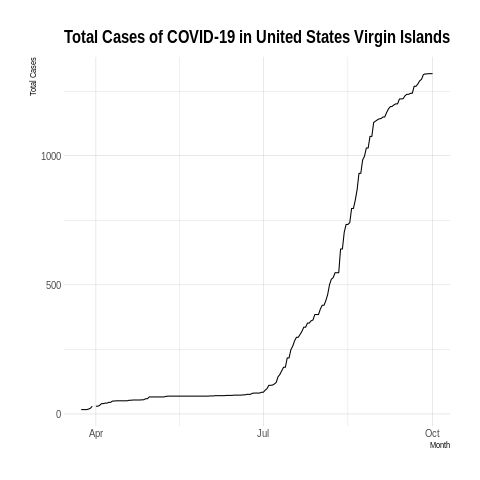 Total Cases of COVID-19 in United States Virgin Islands
Total Cases
1000
500
0
Apr
Jul
Oct
Month